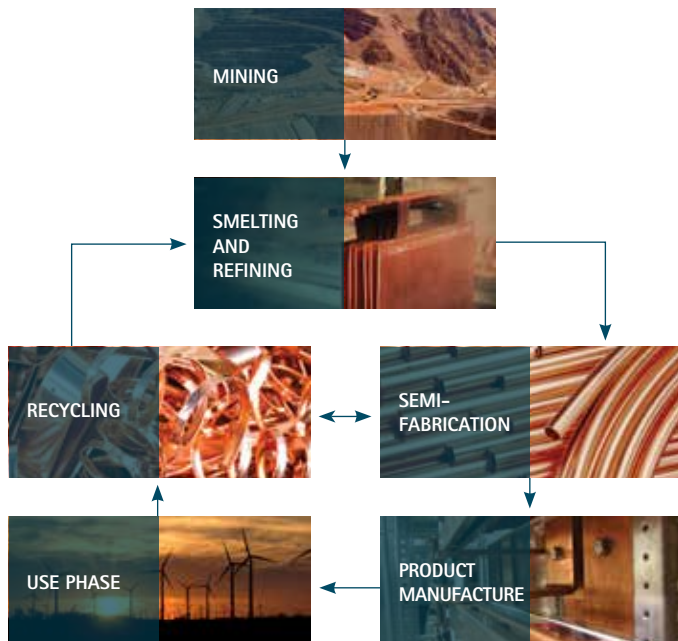 MINING
SMELTING
AND
REFINING
RECYCLING
SEMI-
FABRICATION
USE PHASE
PRODUCT
MANUFACTURE